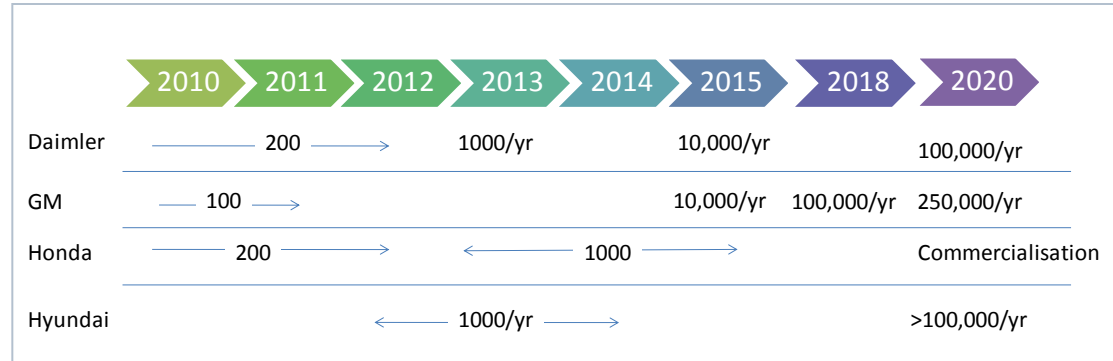 2010 2011 2012 2013 2014 2015 2018 2020
Daimler 200 1000/yr 10,000/yr 100,000/yr
GM 100 10,000/yr 100,000/yr 250,000/yr
Honda 200 1000 Commercialisation
Hyundai 1000/yr >100,000/yr